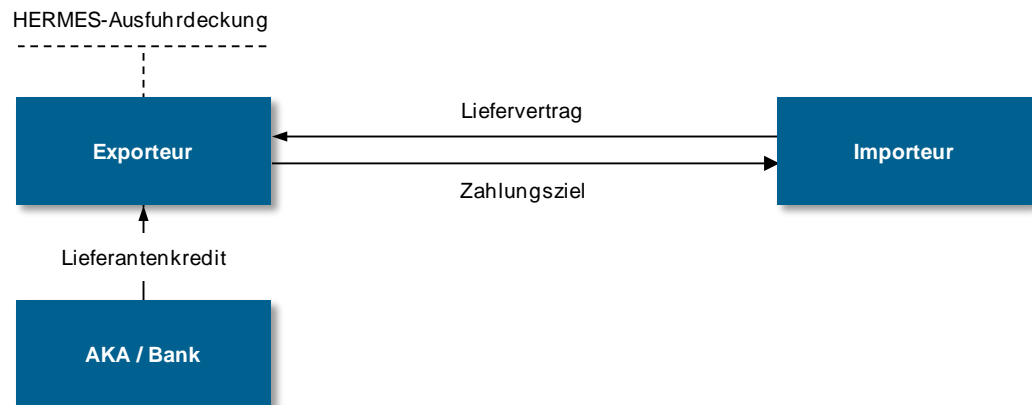 HERMES-Ausfuhrdeckung
Liefervertrag
Exporteur
Importeur
Zahlungsziel
Lieferantenkredit
AKA / Bank